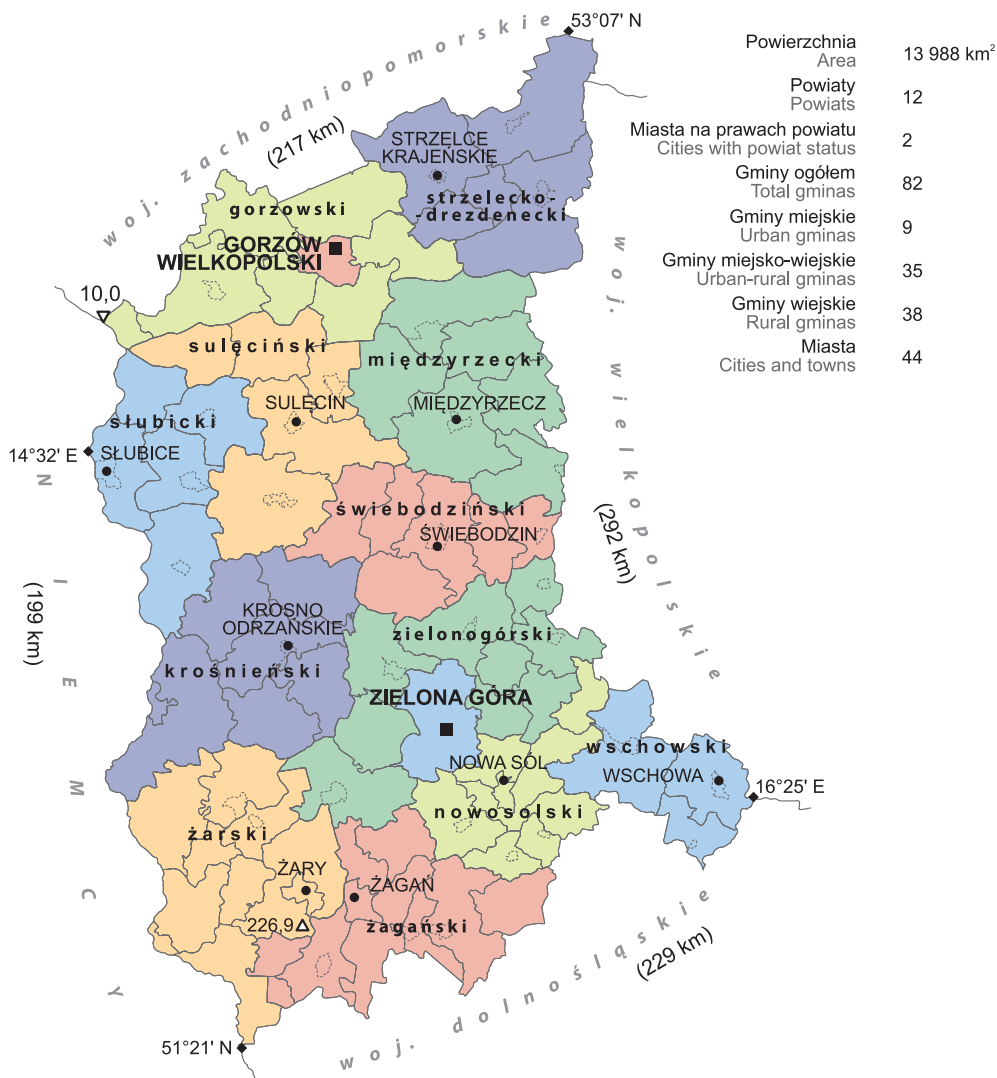 53°07' N
woj. zachodniopomorskie
(217 km)
Powierzchnia
Area
13 988 km²
Powiaty
Powiats
12
Miasta na prawach powiatu
Cities with powiat status
2
Gminy ogółem
Total gminas
82
Gminy miejskie
Urban gminas
9
Gminy miejsko-wiejskie
Urban-rural gminas
35
Gminy wiejskie
Rural gminas
38
Miasta
Cities and towns
44
STRZELCE
KRAJEŃSKIE
strzelecko-
-drezdenecki
gorzowski
GORZÓW
WIELKOPOLSKI
10,0
woj. wielkopolskie
(292 km)
sulęciński
międzyrzecki
SULĘCIN
MIĘDZYRZECZ
słubicki
14°32' E
SŁUBICE
świebodziński
ŚWIEBODZIN
NIEMCY
(199 km)
KROSNO
ODRZAŃSKIE
krośnieński
zielonogórski
ZIELONA GÓRA
wschowski
WSCHOWA
16°25' E
NOWA SÓL
nowosolski
żarski
ŻARY
ŻAGAŃ
226,9
żagański
woj. dolnośląskie
(229 km)
51°21' N